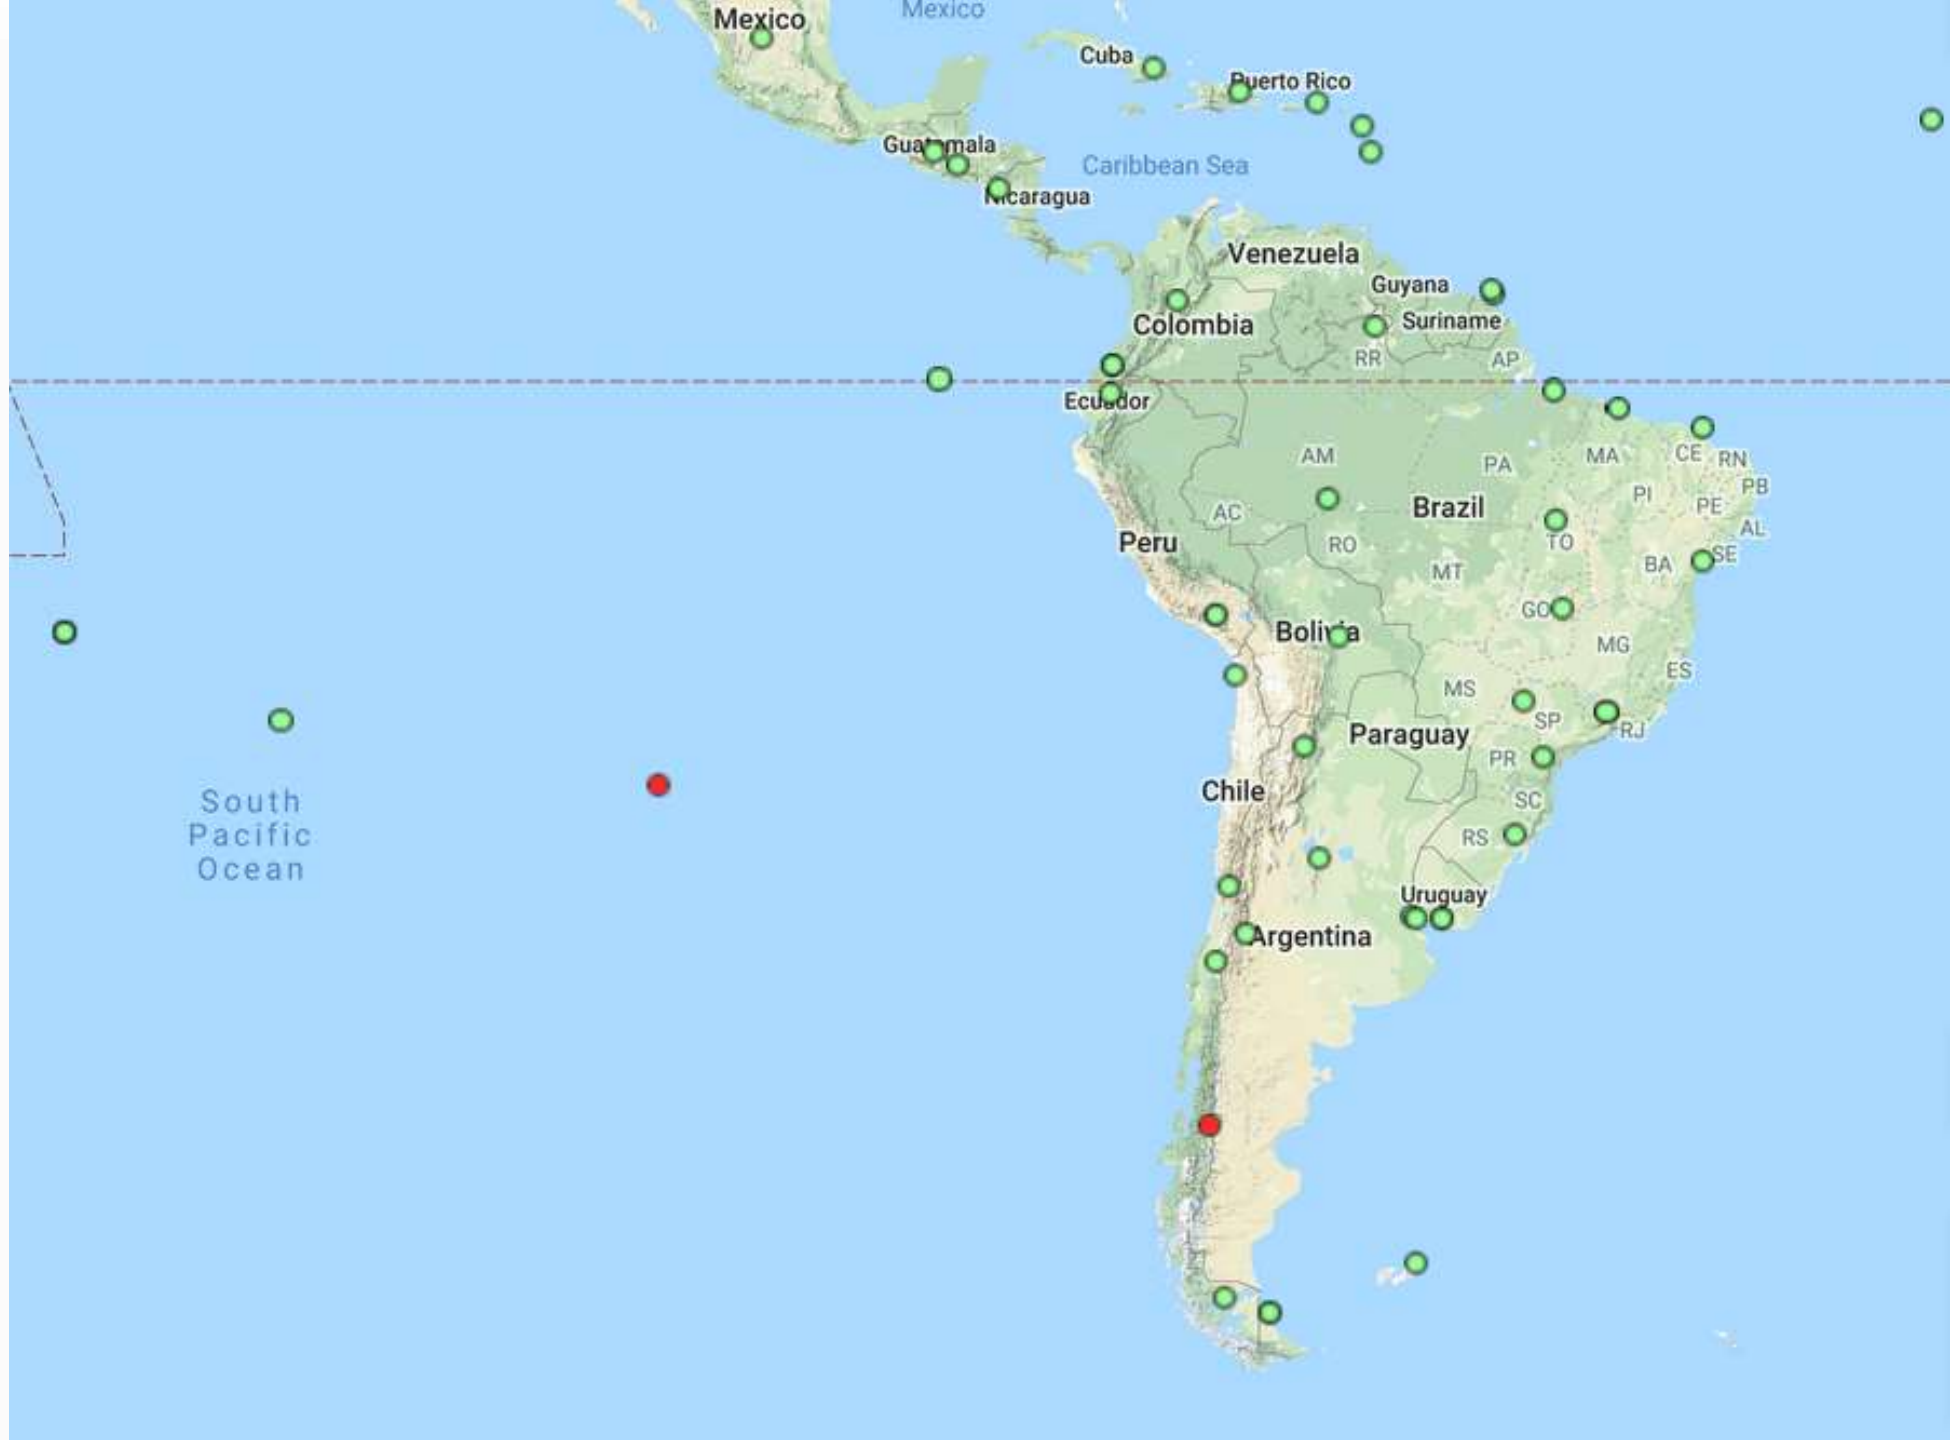 Mexico
Mexico
Cuba
Puerto Rico
Guatemala
Caribbean Sea
Nicaragua
Venezuela
Guyana
Suriname
Colombia
RR
AP
Ecuador
AM
PA
MA
CE
RN
PB
PI
PE
AL
AC
Brazil
Peru
RO
TO
SE
BA
MT
GO
Bolivia
MG
ES
MS
SP
RJ
Paraguay
PR
Chile
SC
South
Pacific
Ocean
RS
Uruguay
Argentina